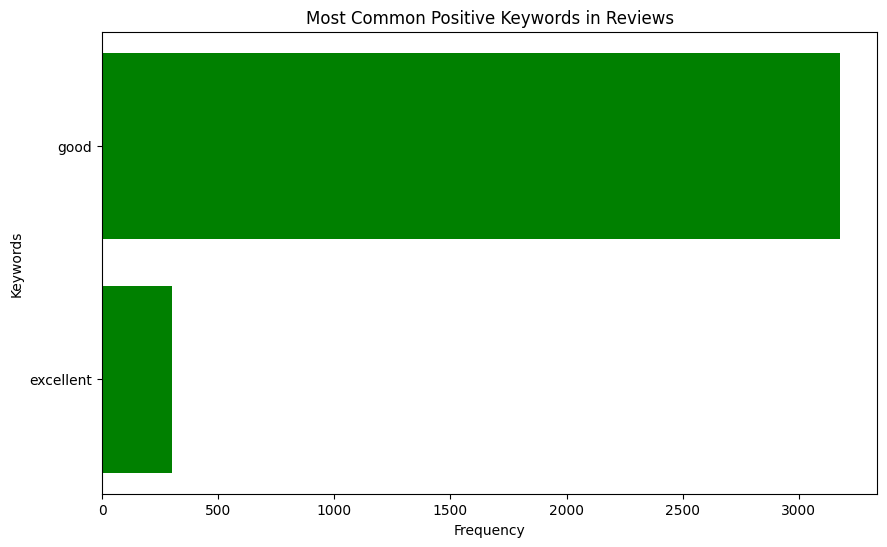 Most Common Positive Keywords in Reviews
good
excellent
Keywords
0 500 1000 1500 2000 2500 3000
Frequency